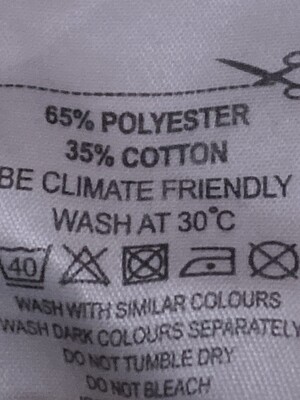 65% POLYESTER
35% COTTON
BE CLIMATE FRIENDLY
WASH AT 30°C
40
WASH WITH SIMILAR COLOURS
WASH DARK COLOURS SEPARATELY
DO NOT TUMBLE DRY
DO NOT BLEACH